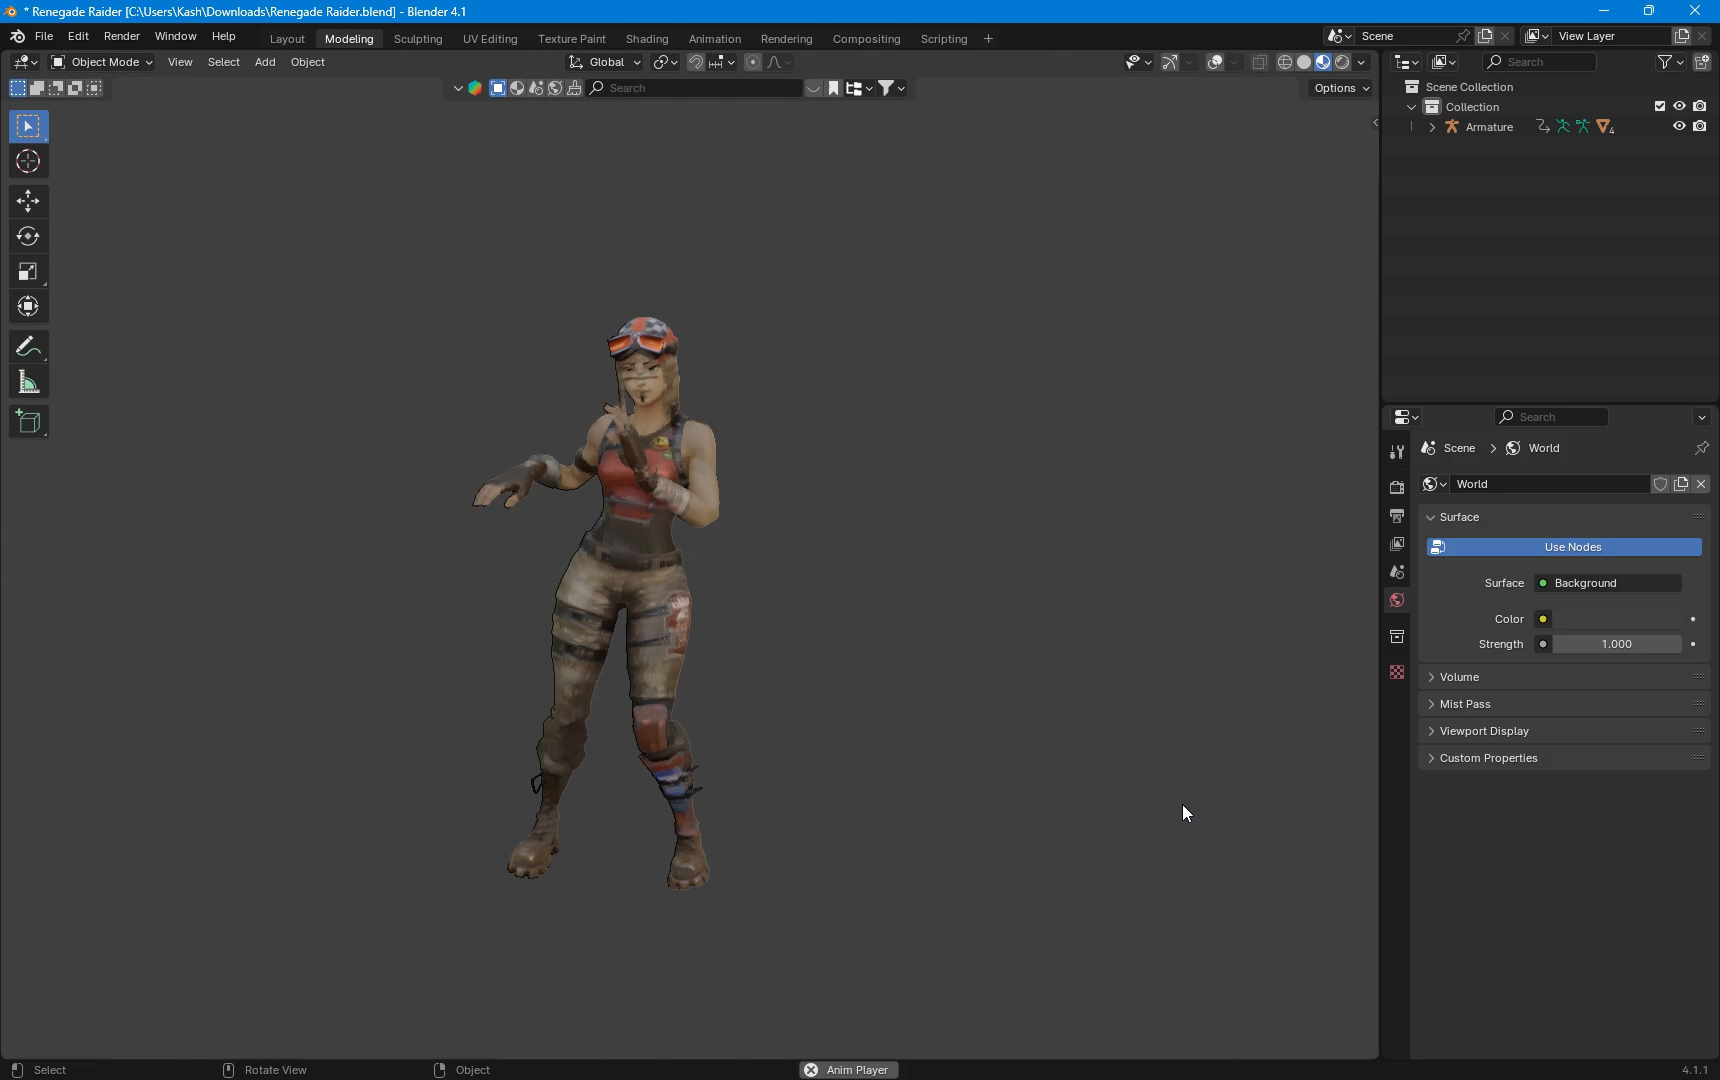 * Renegade Raider [C:\Users\Kash\Downloads\Renegade Raider.blend] - Blender 4.1
File Edit Render Window Help Layout Modeling Sculpting UV Editing Texture Paint Shading Animation Rendering Compositing Scripting + Scene View Layer
Object Mode View Select Add Object Global Search
Search Options
Scene Collection
Collection
Armature 4
Search
Scene > World
World
Surface
Use Nodes
Surface Background
Color
Strength 1.000
Volume
Mist Pass
Viewport Display
Custom Properties
Select Rotate View Object Anim Player 4.1.1